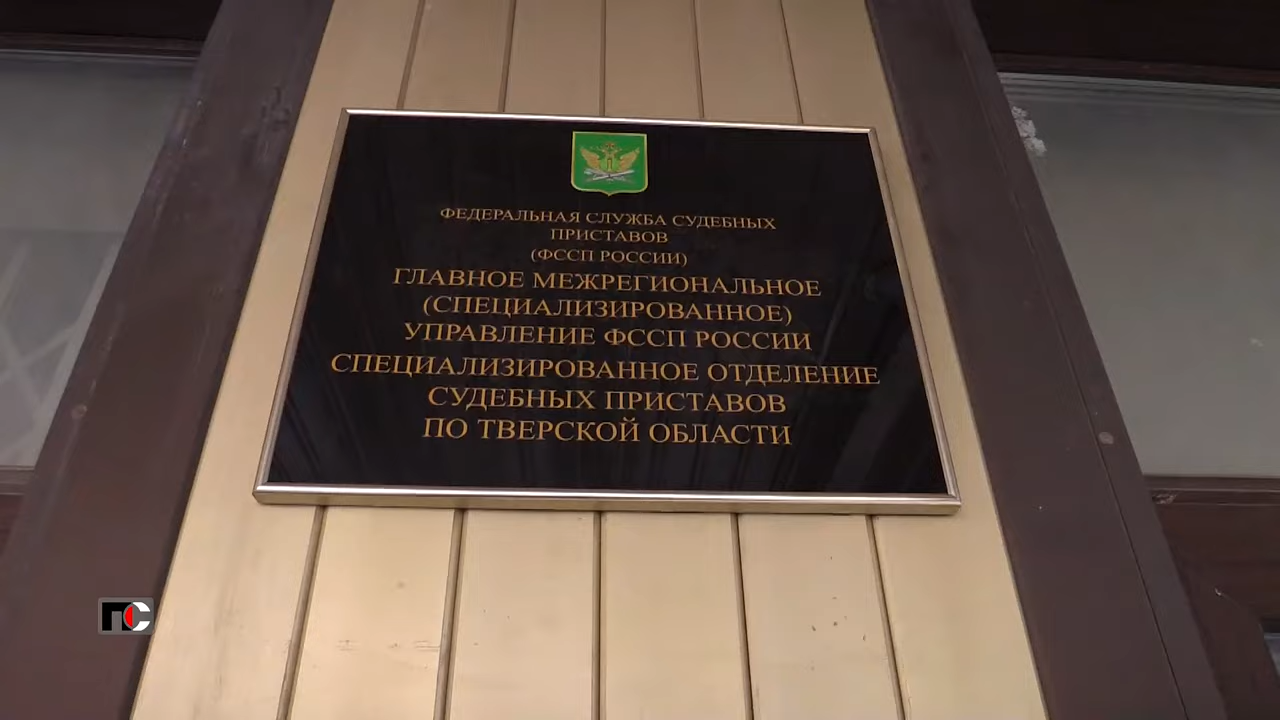 ФЕДЕРАЛЬНАЯ СЛУЖБА СУДЕБНЫХ
ПРИСТАВОВ
(ФССП РОССИИ)
ГЛАВНОЕ МЕЖРЕГИОНАЛЬНОЕ
(СПЕЦИАЛИЗИРОВАННОЕ)
УПРАВЛЕНИЕ ФССП РОССИИ
СПЕЦИАЛИЗИРОВАННОЕ ОТДЕЛЕНИЕ
СУДЕБНЫХ ПРИСТАВОВ
ПО ТВЕРСКОЙ ОБЛАСТИ
ПС